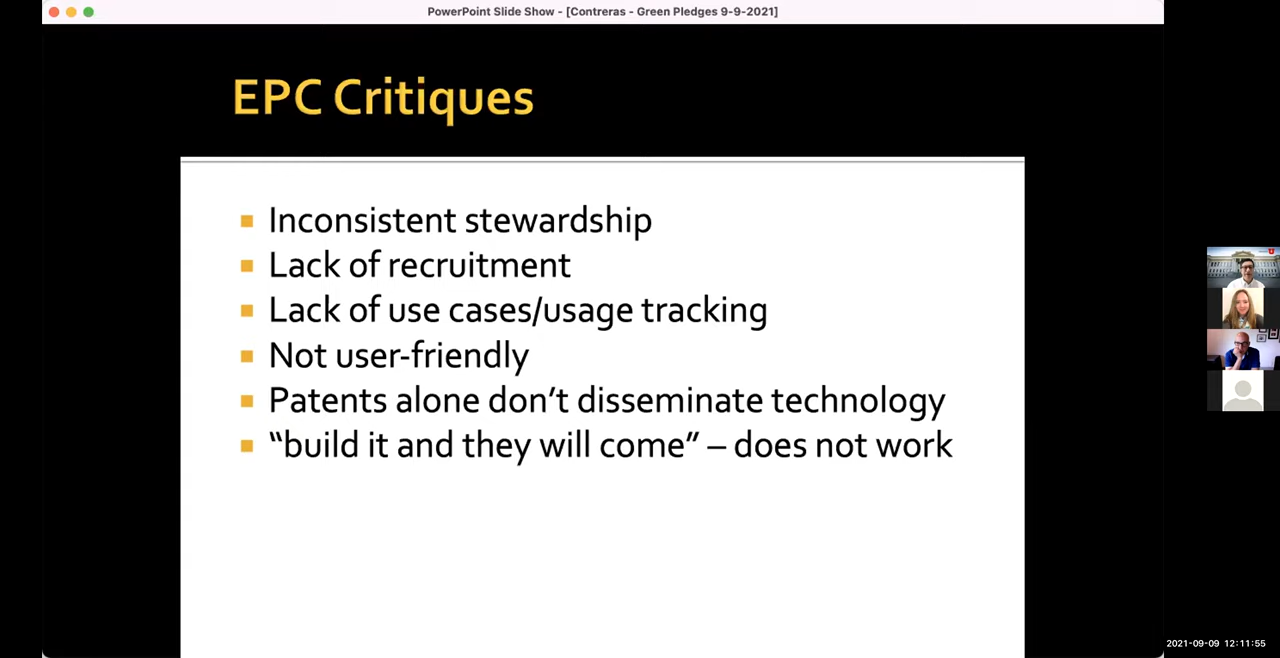 PowerPoint Slide Show - [Contreras - Green Pledges 9-9-2021]
EPC Critiques
Inconsistent stewardship
Lack of recruitment
Lack of use cases/usage tracking
Not user-friendly
Patents alone don’t disseminate technology
“build it and they will come” – does not work
2021-09-09 12:11:55